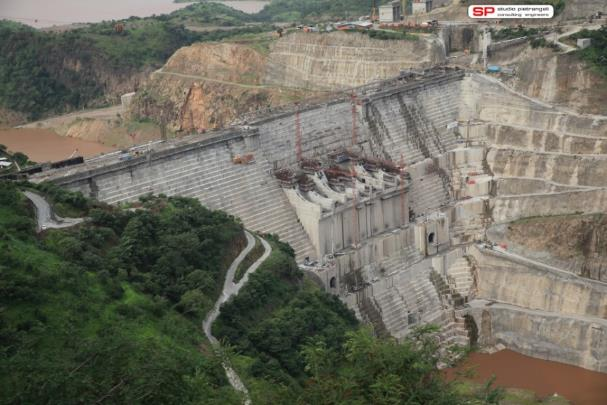 SP studio pietrangeli
consulting engineers